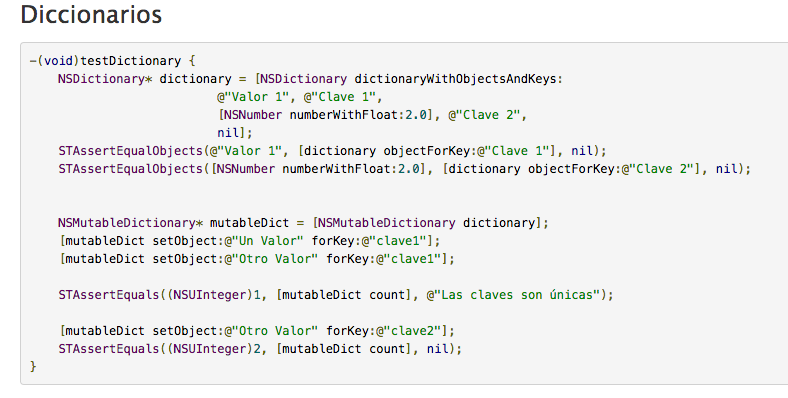 Diccionarios
-(void)testDictionary {
    NSDictionary* dictionary = [NSDictionary dictionaryWithObjectsAndKeys:
                          @"Valor 1", @"Clave 1",
                          [NSNumber numberWithFloat:2.0], @"Clave 2",
                          nil];
    STAssertEqualObjects(@"Valor 1", [dictionary objectForKey:@"Clave 1"], nil);
    STAssertEqualObjects([NSNumber numberWithFloat:2.0], [dictionary objectForKey:@"Clave 2"], nil);
    NSMutableDictionary* mutableDict = [NSMutableDictionary dictionary];
    [mutableDict setObject:@"Un Valor" forKey:@"clave1"];
    [mutableDict setObject:@"Otro Valor" forKey:@"clave1"];
    STAssertEquals((NSUInteger)1, [mutableDict count], @"Las claves son únicas");
    [mutableDict setObject:@"Otro Valor" forKey:@"clave2"];
    STAssertEquals((NSUInteger)2, [mutableDict count], nil);
}